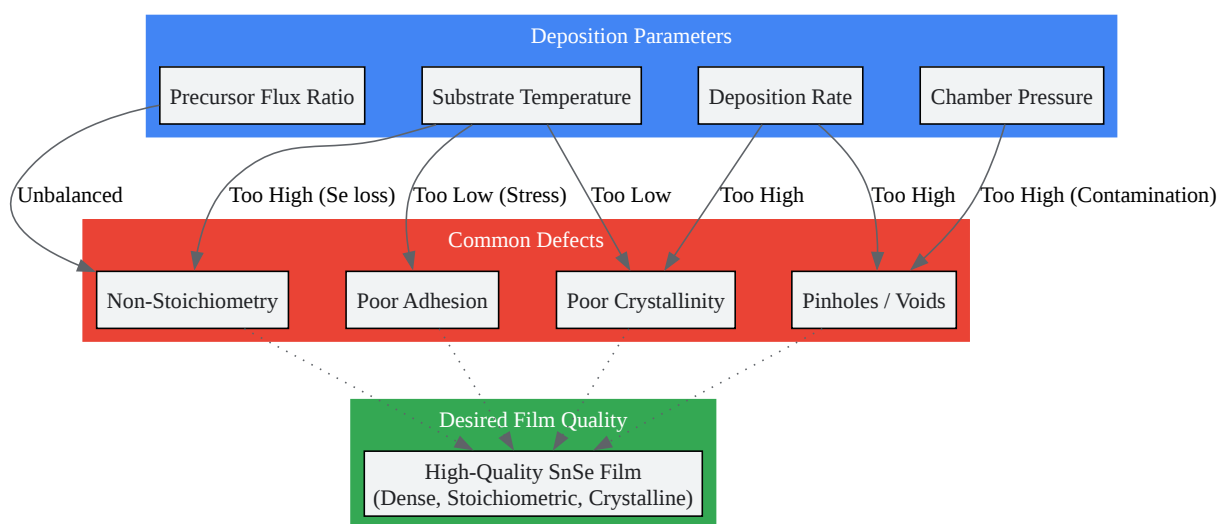 Deposition Parameters
Precursor Flux Ratio
Substrate Temperature
Deposition Rate
Chamber Pressure
Unbalanced
Too High (Se loss)
Too Low (Stress)
Too Low
Too High
Too High
Too High (Contamination)
Common Defects
Non-Stoichiometry
Poor Adhesion
Poor Crystallinity
Pinholes / Voids
Desired Film Quality
High-Quality SnSe Film
(Dense, Stoichiometric, Crystalline)